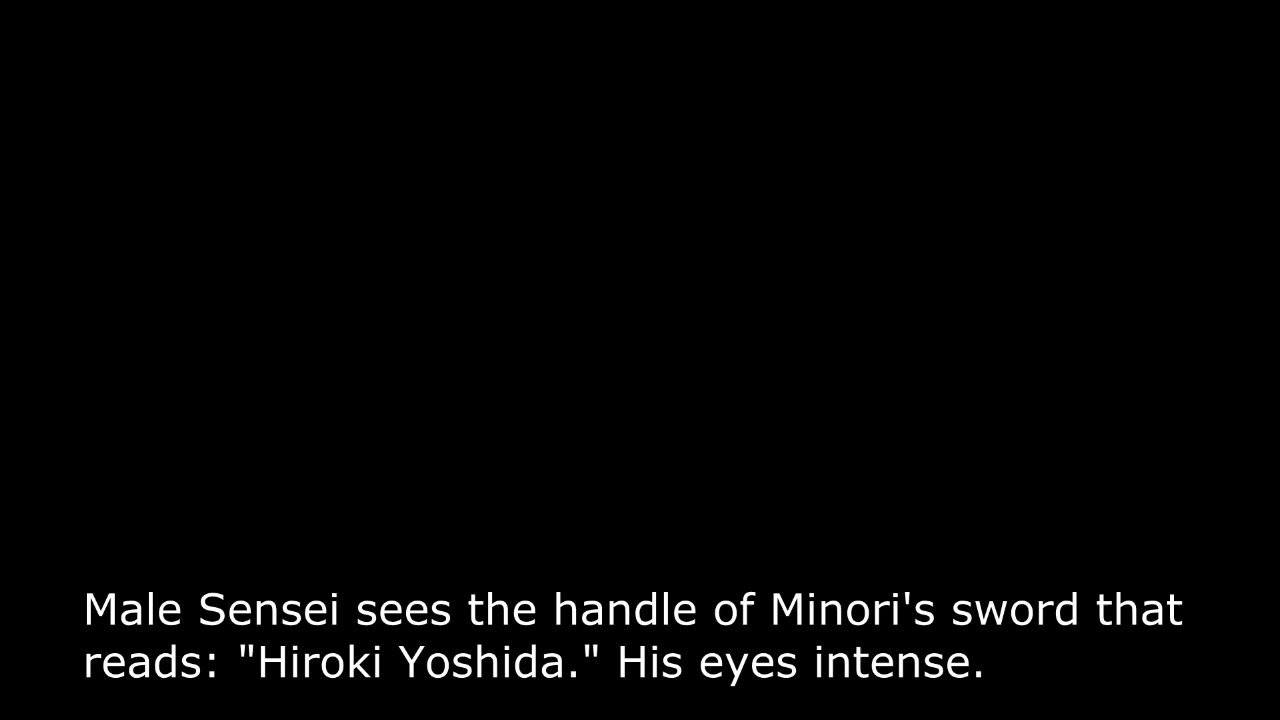 Male Sensei sees the handle of Minori's sword that
reads: "Hiroki Yoshida." His eyes intense.